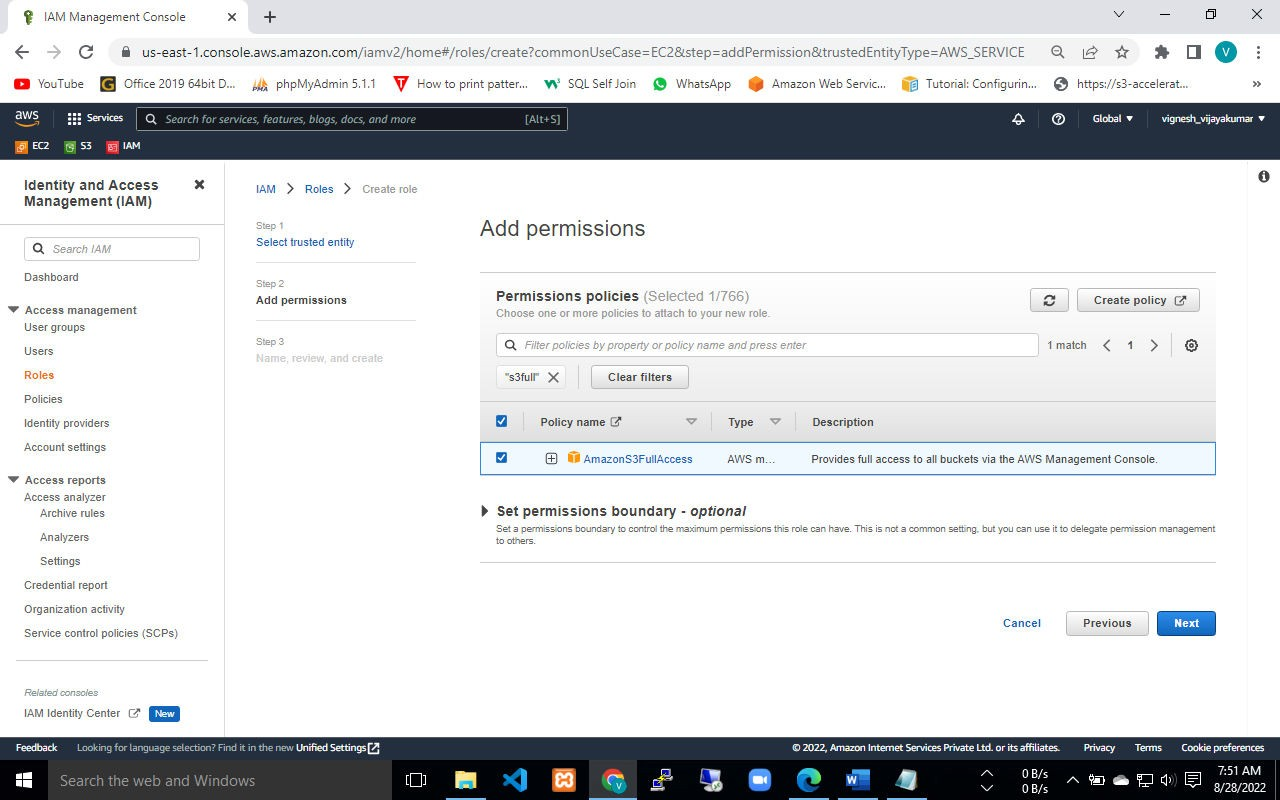 IAM Management Console
us-east-1.console.aws.amazon.com/iamv2/home#/roles/create?commonUseCase=EC2&step=addPermission&trustedEntityType=AWS_SERVICE
V
YouTube
Office 2019 64bit D...
phpMyAdmin 5.1.1
How to print patter...
SQL Self Join
WhatsApp
Amazon Web Servic...
Tutorial: Configurin...
https://s3-accelerat...
»
aws
Services
Search for services, features, blogs, docs, and more
[Alt+S]
Global
vignesh_vijayakumar
EC2
S3
IAM
Identity and Access
Management (IAM)
Search IAM
Dashboard
Access management
User groups
Users
Roles
Policies
Identity providers
Account settings
Access reports
Access analyzer
Archive rules
Analyzers
Settings
Credential report
Organization activity
Service control policies (SCPs)
Related consoles
IAM Identity Center
New
IAM
Roles
Create role
Step 1
Select trusted entity
Step 2
Add permissions
Step 3
Name, review, and create
Add permissions
Permissions policies (Selected 1/766)
Choose one or more policies to attach to your new role.
Create policy
Filter policies by property or policy name and press enter
1 match
1
"s3full"
Clear filters
Policy name
Type
Description
AmazonS3FullAccess
AWS m...
Provides full access to all buckets via the AWS Management Console.
Set permissions boundary - optional
Set a permissions boundary to control the maximum permissions this role can have. This is not a common setting, but you can use it to delegate permission management
to others.
Cancel
Previous
Next
Feedback
Looking for language selection? Find it in the new Unified Settings
© 2022, Amazon Internet Services Private Ltd. or its affiliates.
Privacy
Terms
Cookie preferences
Search the web and Windows
0 B/s
0 B/s
7:51 AM
8/28/2022